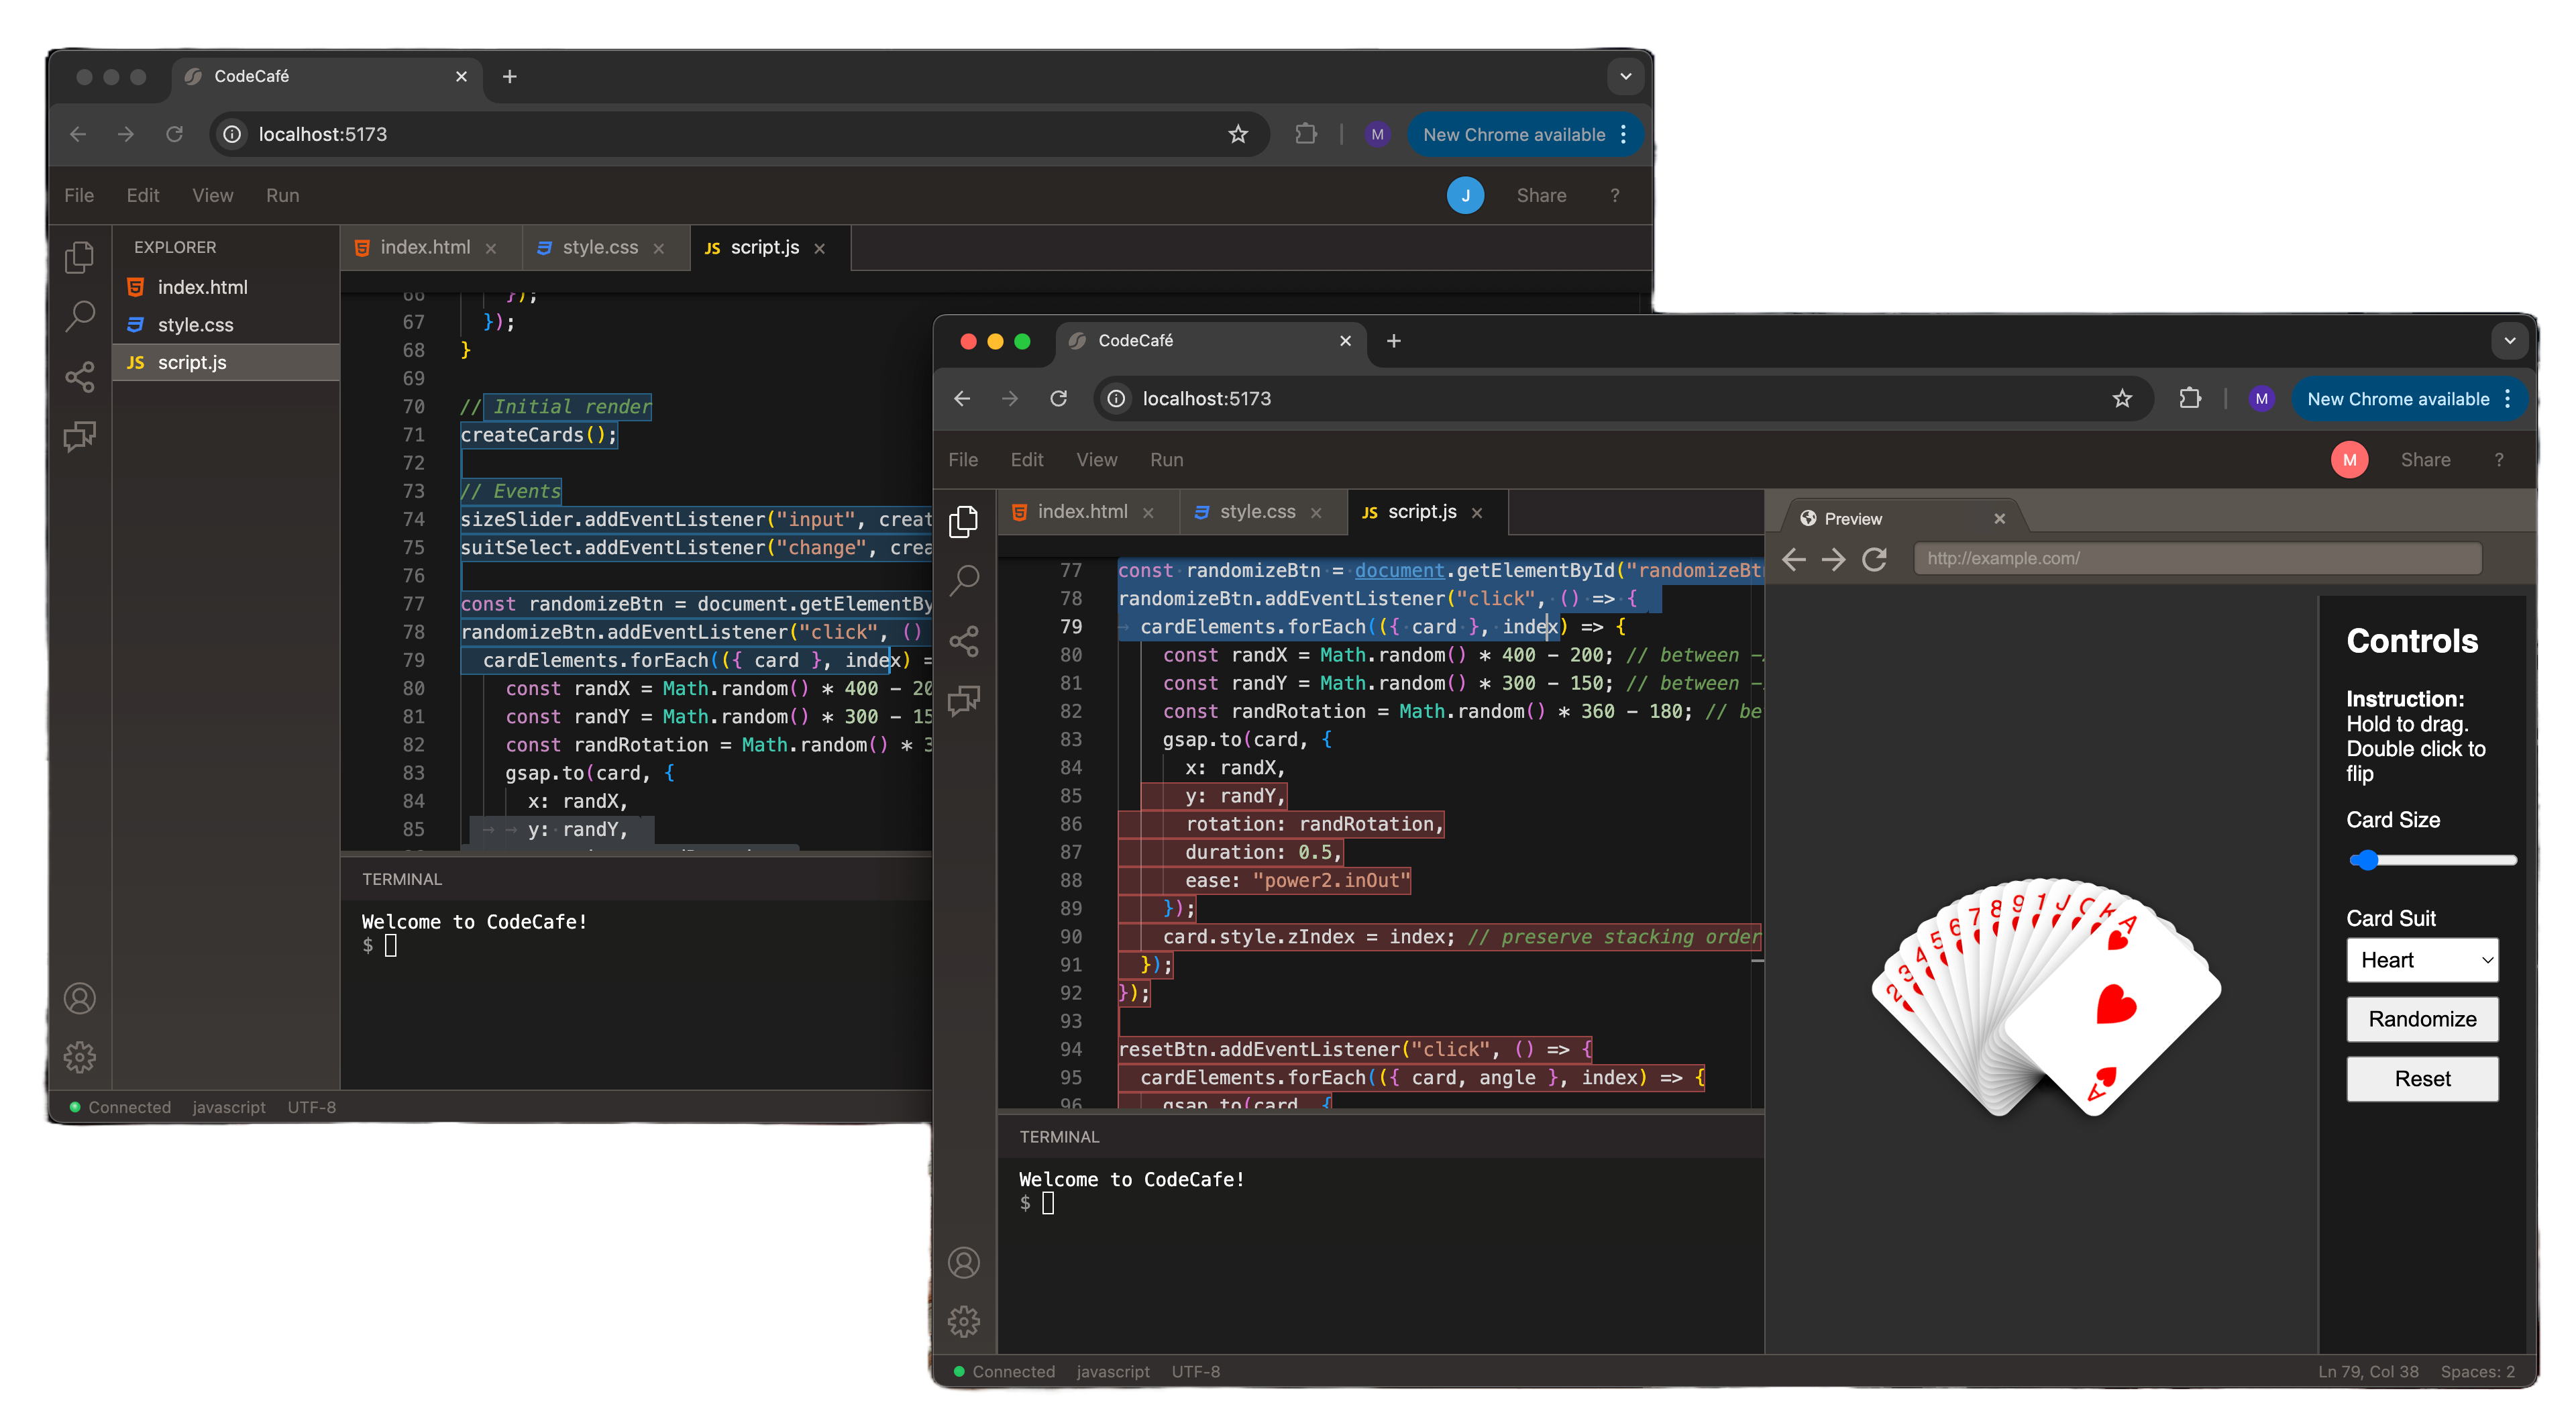 CodeCafé
localhost:5173
M
New Chrome available
File Edit View Run
J
Share
?
EXPLORER
index.html
style.css
JS script.js
index.html
style.css
JS script.js
66 });
67 });
68 }
69
70 // Initial render
71 createCards();
72
73 // Events
74 sizeSlider.addEventListener("input", creat
75 suitSelect.addEventListener("change", crea
76
77 const randomizeBtn = document.getElementBy
78 randomizeBtn.addEventListener("click", ()
79 cardElements.forEach(({ card }, index) =
80 const randX = Math.random() * 400 - 20
81 const randY = Math.random() * 300 - 15
82 const randRotation = Math.random() * 3
83 gsap.to(card, {
84 x: randX,
85 y: randY,
TERMINAL
Welcome to CodeCafe!
$
Connected javascript UTF-8
CodeCafé
localhost:5173
M
New Chrome available
File Edit View Run
M
Share
?
index.html
style.css
JS script.js
77 const randomizeBtn = document.getElementById("randomizeBt
78 randomizeBtn.addEventListener("click", () => {
79 cardElements.forEach(({ card }, index) => {
80 const randX = Math.random() * 400 - 200; // between -
81 const randY = Math.random() * 300 - 150; // between -
82 const randRotation = Math.random() * 360 - 180; // be
83 gsap.to(card, {
84 x: randX,
85 y: randY,
86 rotation: randRotation,
87 duration: 0.5,
88 ease: "power2.inOut"
89 });
90 card.style.zIndex = index; // preserve stacking order
91 });
92 });
93
94 resetBtn.addEventListener("click", () => {
95 cardElements.forEach(({ card, angle }, index) => {
96 gsap.to(card, {
TERMINAL
Welcome to CodeCafe!
$
Connected javascript UTF-8
Ln 79, Col 38 Spaces: 2
Preview
http://example.com/
2 3 4 5 6 7 8 9 1 J Q K A
A
Controls
Instruction:
Hold to drag.
Double click to
flip
Card Size
Card Suit
Heart
Randomize
Reset